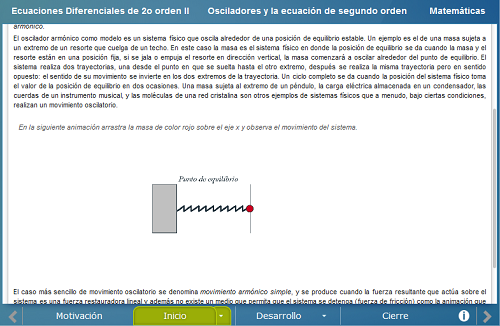 Ecuaciones Diferenciales de 2o orden II Osciladores y la ecuación de segundo orden Matemáticas
armónico.
El oscilador armónico como modelo es un sistema físico que oscila alrededor de una posición de equilibrio estable. Un ejemplo es el de una masa sujeta a
un extremo de un resorte que cuelga de un techo. En este caso la masa es el sistema físico en donde la posición de equilibrio se da cuando la masa y el
resorte están en una posición fija, si se jala o empuja el resorte en dirección vertical, la masa comenzará a oscilar alrededor del punto de equilibrio. El
sistema realiza dos trayectorias, una desde el punto en que se suelta hasta el otro extremo, después se realiza la misma trayectoria pero en sentido
opuesto: el sentido de su movimiento se invierte en los dos extremos de la trayectoria. Un ciclo completo se da cuando la posición del sistema físico toma
el valor de la posición de equilibrio en dos ocasiones. Una masa sujeta al extremo de un péndulo, la carga eléctrica almacenada en un condensador, las
cuerdas de un instrumento musical, y las moléculas de una red cristalina son otros ejemplos de sistemas físicos que a menudo, bajo ciertas condiciones,
realizan un movimiento oscilatorio.
En la siguiente animación arrastra la masa de color rojo sobre el eje x y observa el movimiento del sistema.
Punto de equilibrio
El caso más sencillo de movimiento oscilatorio se denomina movimiento armónico simple, y se produce cuando la fuerza resultante que actúa sobre el
sistema es una fuerza restauradora lineal y además no existe un medio que permita que el sistema se detenga (fuerza de fricción) como la animación que
Motivación Inicio Desarrollo Cierre